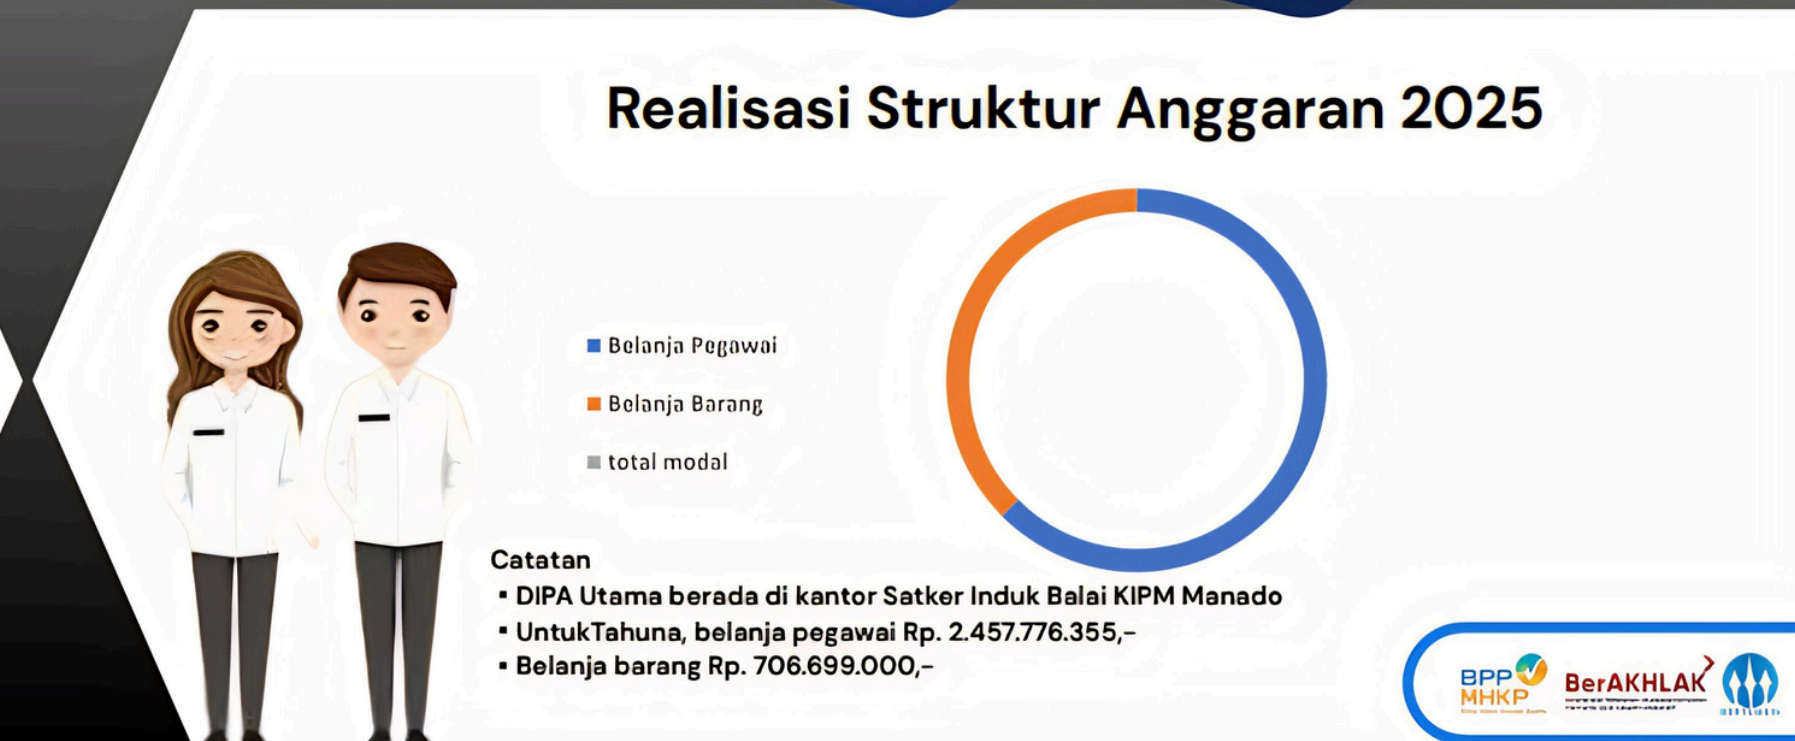 Realisasi Struktur Anggaran 2025
Belanja Pegawai
Belanja Barang
total modal
Catatan
▪ DIPA Utama berada di kantor Satker Induk Balai KIPM Manado
▪ UntukTahuna, belanja pegawai Rp. 2.457.776.355,-
▪ Belanja barang Rp. 706.699.000,-
BPP
MHKP
BerAKHLAK